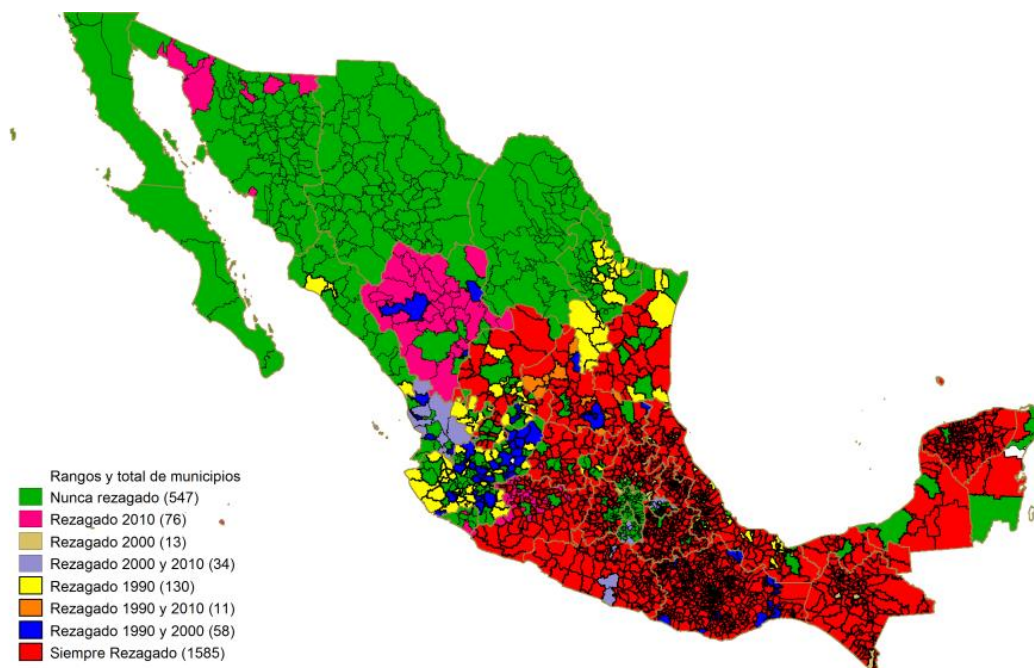 Rangos y total de municipios
Nunca rezagado (547)
Rezagado 2010 (76)
Rezagado 2000 (13)
Rezagado 2000 y 2010 (34)
Rezagado 1990 (130)
Rezagado 1990 y 2010 (11)
Rezagado 1990 y 2000 (58)
Siempre Rezagado (1585)